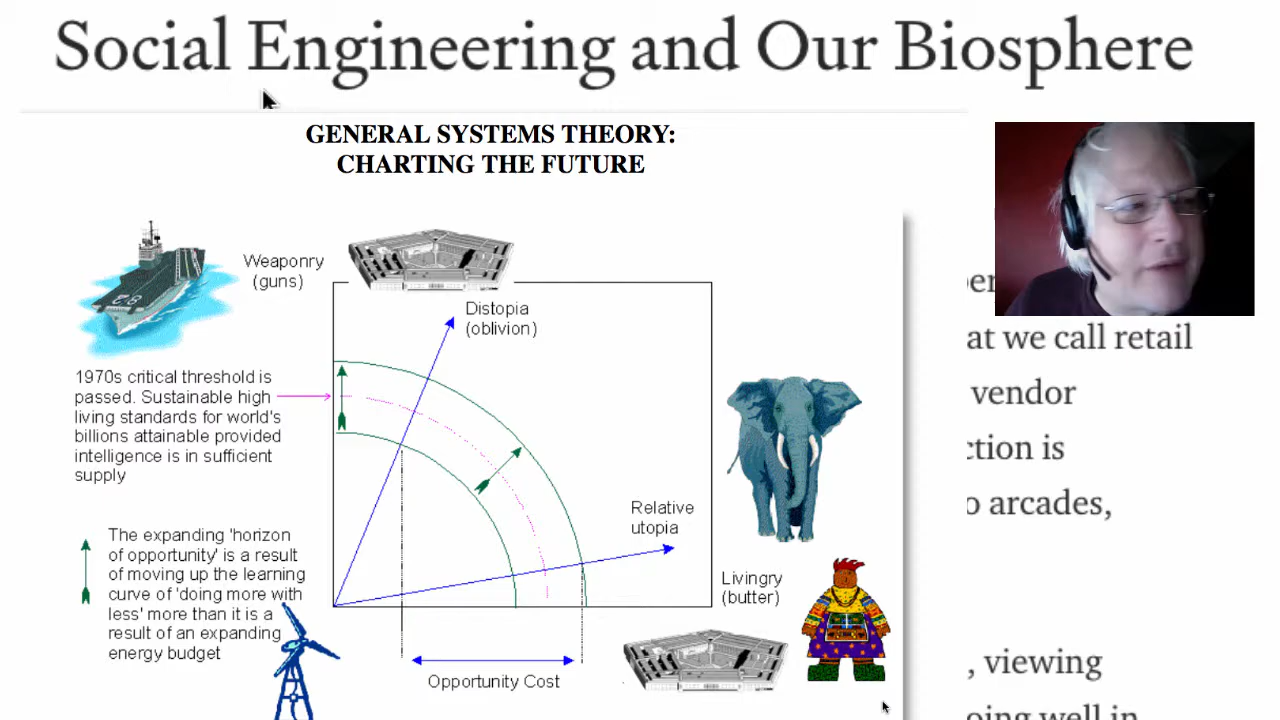 Social Engineering and Our Biosphere
GENERAL SYSTEMS THEORY:
CHARTING THE FUTURE
Weaponry
(guns)
Distopia
(oblivion)
1970s critical threshold is
passed. Sustainable high
living standards for world's
billions attainable provided
intelligence is in sufficient
supply
Relative
utopia
The expanding 'horizon
of opportunity' is a result
of moving up the learning
curve of 'doing more with
less' more than it is a
result of an expanding
energy budget
Livingry
(butter)
Opportunity Cost
at we call retail
vendor
ction is
o arcades,
, viewing
oing well in